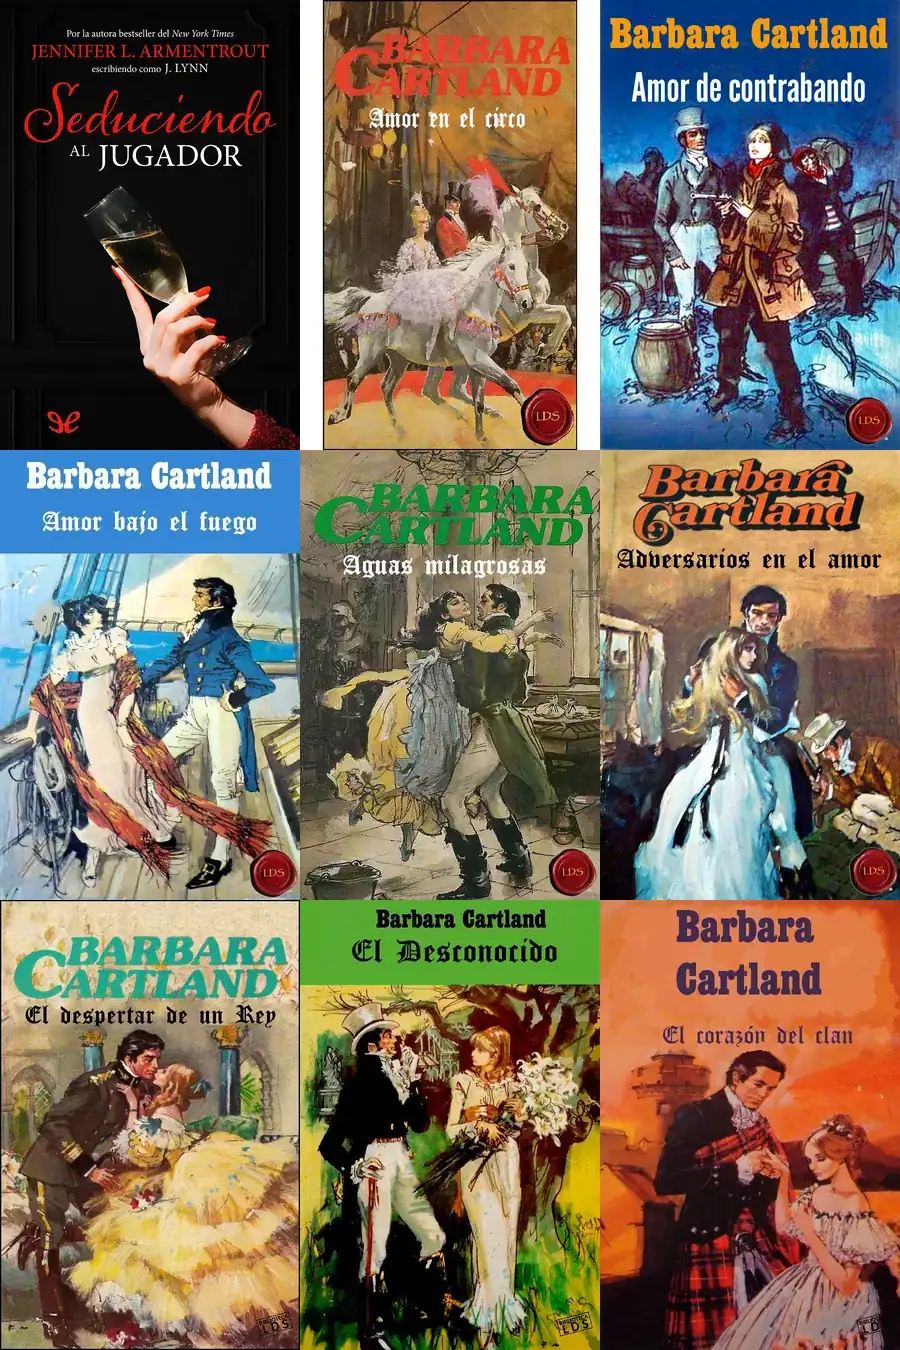 Por la autora bestseller del New York Times
JENNIFER L. ARMENTROUT
escribiendo como J. LYNN
Seduciendo
AL JUGADOR
BARBARA
CARTLAND
Amor en el circo
LDS
Barbara Cartland
Amor de contrabando
LDS
Barbara Cartland
Amor bajo el fuego
LDS
BARBARA
CARTLAND
Aguas milagrosas
LDS
Barbara
Cartland
Adversarios en el amor
LDS
BARBARA
CARTLAND
El despertar de un Rey
LDS
Barbara Cartland
El Desconocido
LDS
Barbara
Cartland
El corazón del clan